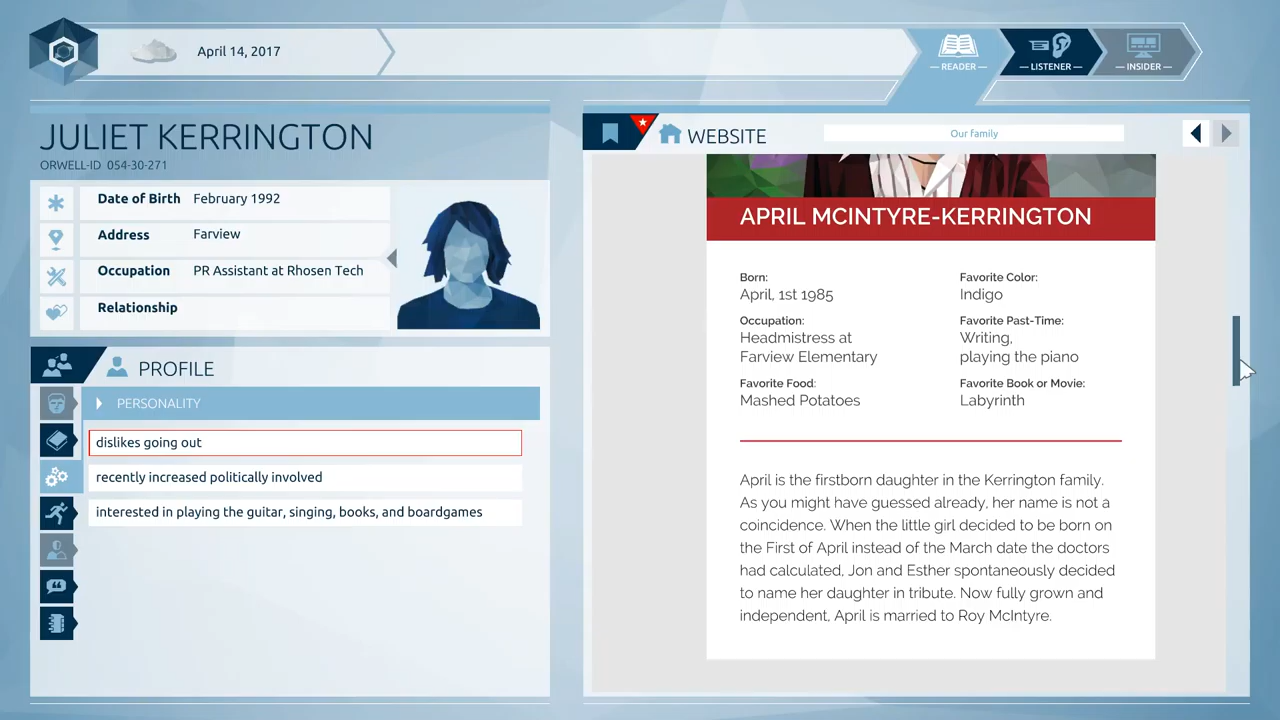 April 14, 2017
— READER —
— LISTENER —
— INSIDER —
JULIET KERRINGTON
ORWELL-ID 054-30-271
Date of Birth February 1992
Address Farview
Occupation PR Assistant at Rhosen Tech
Relationship
PROFILE
PERSONALITY
dislikes going out
recently increased politically involved
interested in playing the guitar, singing, books, and boardgames
WEBSITE
Our family
APRIL MCINTYRE-KERRINGTON
Born:
April, 1st 1985
Occupation:
Headmistress at
Farview Elementary
Favorite Food:
Mashed Potatoes
Favorite Color:
Indigo
Favorite Past-Time:
Writing,
playing the piano
Favorite Book or Movie:
Labyrinth
April is the firstborn daughter in the Kerrington family.
As you might have guessed already, her name is not a
coincidence. When the little girl decided to be born on
the First of April instead of the March date the doctors
had calculated, Jon and Esther spontaneously decided
to name her daughter in tribute. Now fully grown and
independent, April is married to Roy McIntyre.